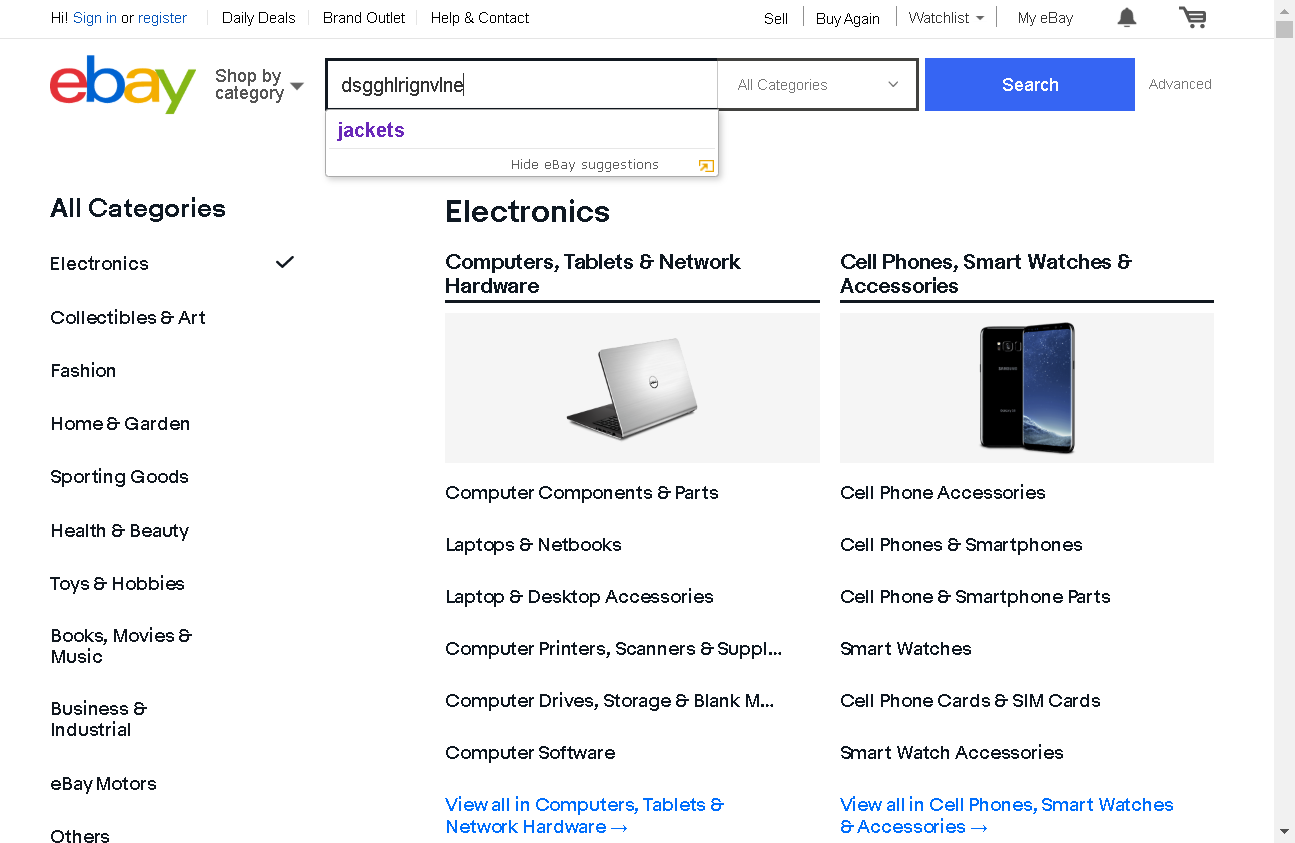 Hi! Sign in or register
Daily Deals
Brand Outlet
Help & Contact
Sell
Buy Again
Watchlist
My eBay
ebay
Shop by
category
dsgghlrignvlne
All Categories
Search
Advanced
jackets
Hide eBay suggestions
All Categories
Electronics
Collectibles & Art
Fashion
Home & Garden
Sporting Goods
Health & Beauty
Toys & Hobbies
Books, Movies &
Music
Business &
Industrial
eBay Motors
Others
Electronics
Computers, Tablets & Network
Hardware
Computer Components & Parts
Laptops & Netbooks
Laptop & Desktop Accessories
Computer Printers, Scanners & Suppl...
Computer Drives, Storage & Blank M...
Computer Software
View all in Computers, Tablets &
Network Hardware →
Cell Phones, Smart Watches &
Accessories
SAMSUNG
Cell Phone Accessories
Cell Phones & Smartphones
Cell Phone & Smartphone Parts
Smart Watches
Cell Phone Cards & SIM Cards
Smart Watch Accessories
View all in Cell Phones, Smart Watches
& Accessories →